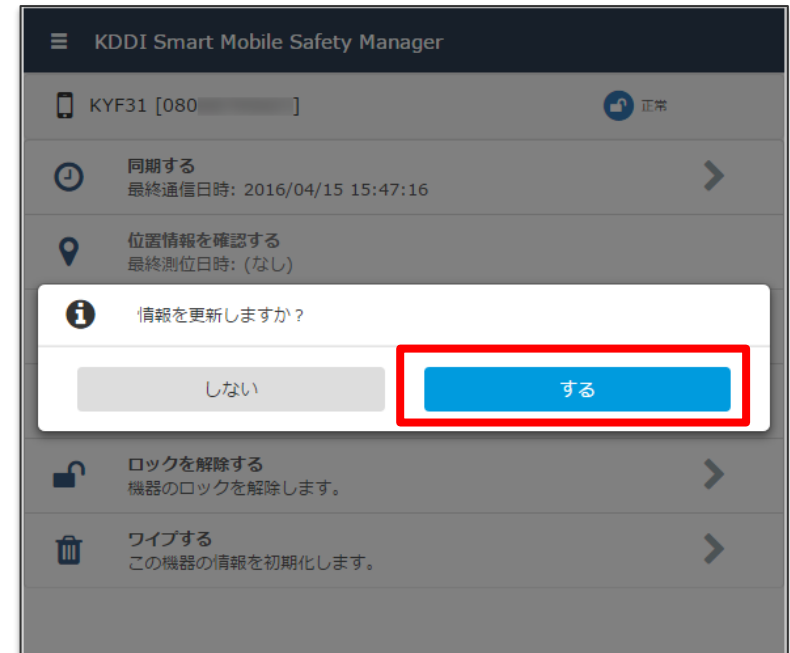 KDDI Smart Mobile Safety Manager
KYF31 [080 ]
正常
同期する
最終通信日時: 2016/04/15 15:47:16
位置情報を確認する
最終測位日時: (なし)
情報を更新しますか？
しない
する
ロックを解除する
機器のロックを解除します。
ワイプする
この機器の情報を初期化します。